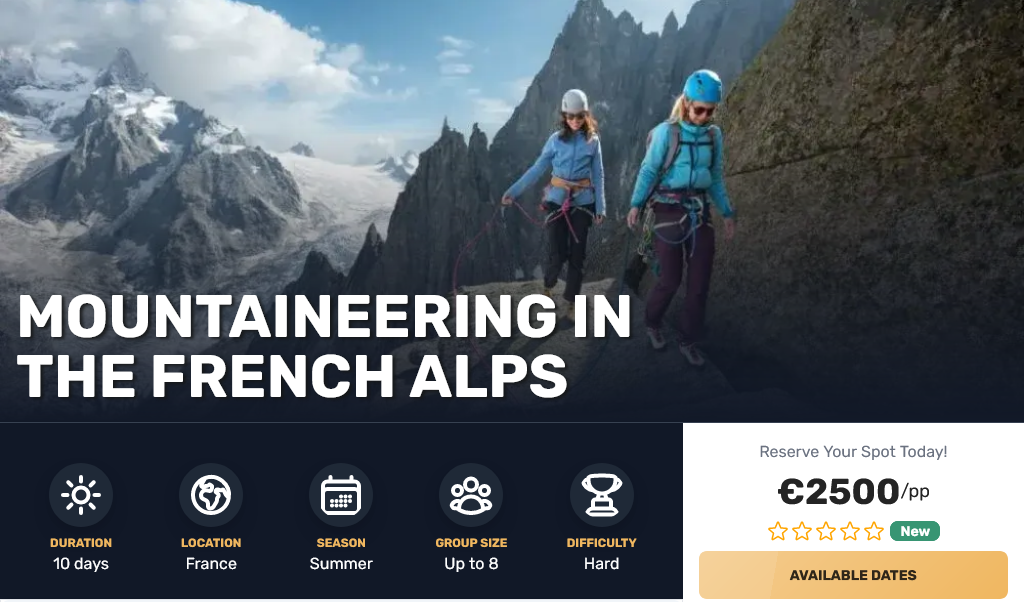 MOUNTAINEERING IN
THE FRENCH ALPS
DURATION
10 days
LOCATION
France
SEASON
Summer
GROUP SIZE
Up to 8
DIFFICULTY
Hard
Reserve Your Spot Today!
€2500/pp
New
AVAILABLE DATES